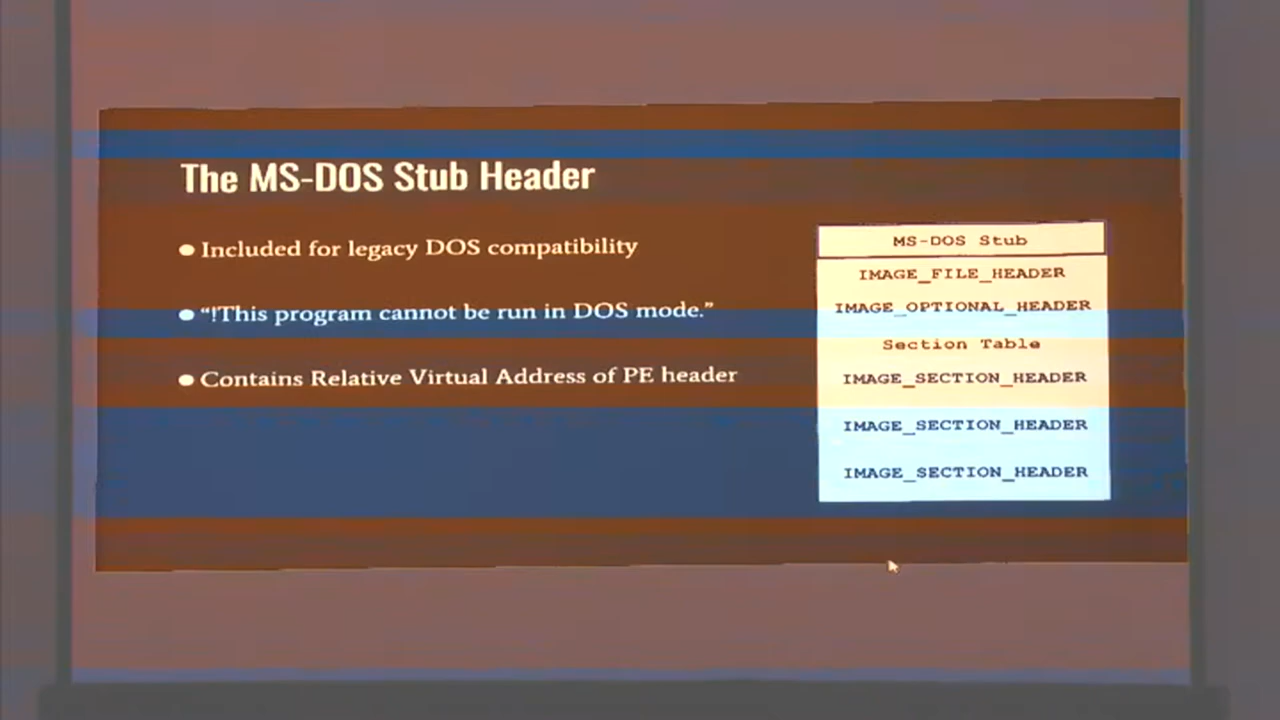 The MS-DOS Stub Header
● Included for legacy DOS compatibility
● “!This program cannot be run in DOS mode.”
● Contains Relative Virtual Address of PE header
MS-DOS Stub
IMAGE_FILE_HEADER
IMAGE_OPTIONAL_HEADER
Section Table
IMAGE_SECTION_HEADER
IMAGE_SECTION_HEADER
IMAGE_SECTION_HEADER